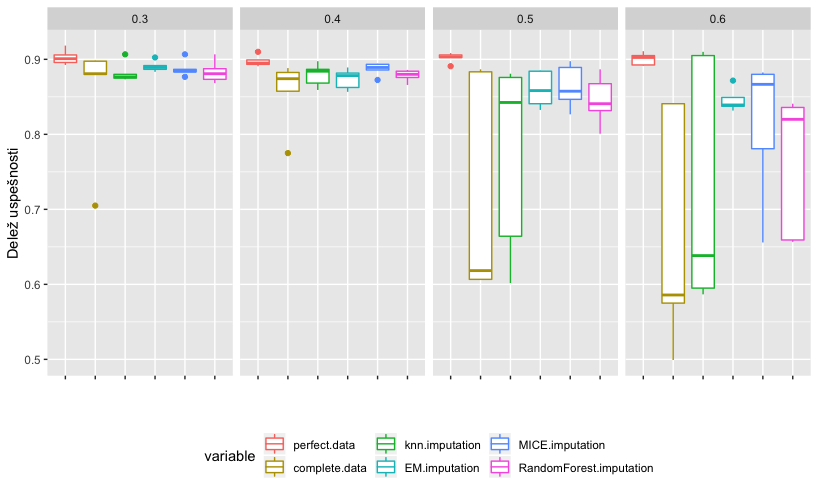 0.3 0.4 0.5 0.6
0.9
0.8
0.7
0.6
0.5
Delež uspešnosti
variable
perfect.data knn.imputation MICE.imputation
complete.data EM.imputation RandomForest.imputation